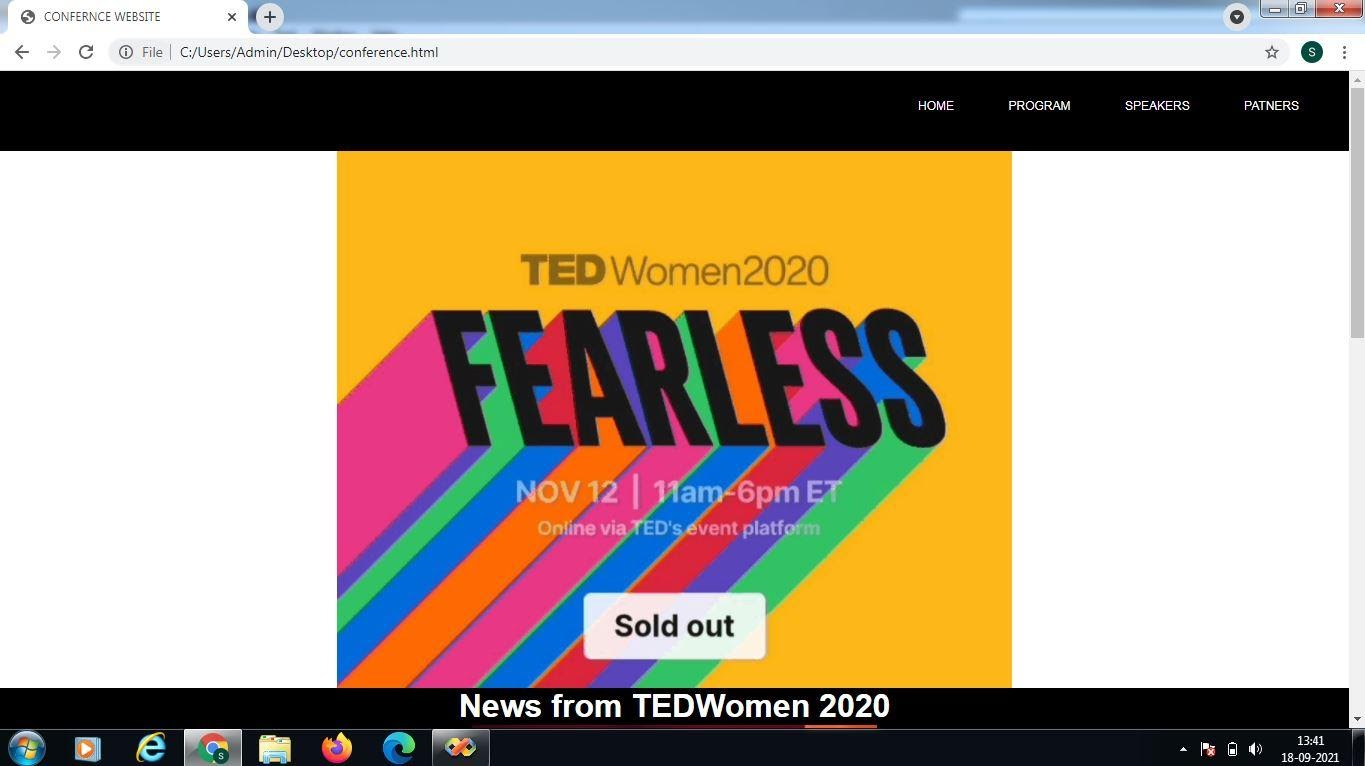 CONFERNCE WEBSITE
File
C:/Users/Admin/Desktop/conference.html
S
HOME PROGRAM SPEAKERS PATNERS
TED Women2020
FEARLESS
NOV 12 | 11am-6pm ET
Online via TED's event platform
Sold out
News from TEDWomen 2020
S
13:41
18-09-2021